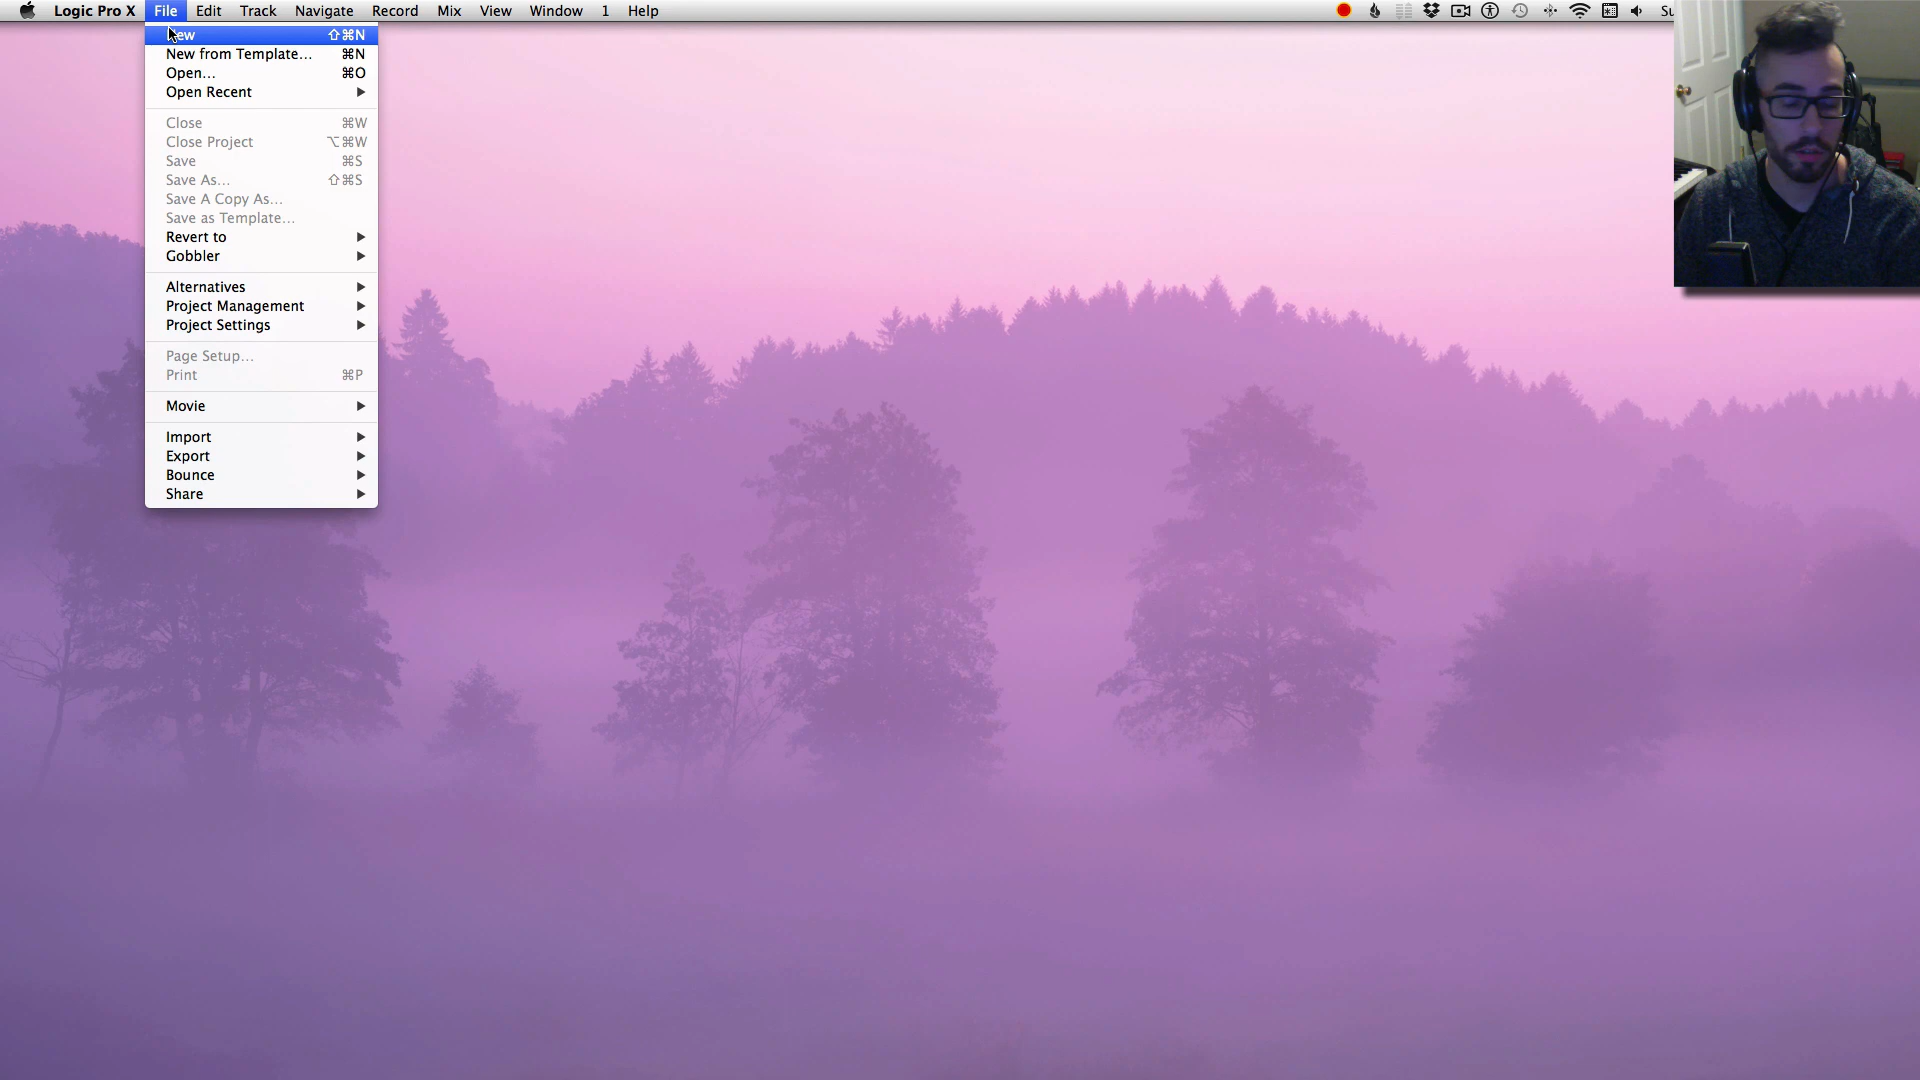 Logic Pro X File Edit Track Navigate Record Mix View Window 1 Help
New ⇧⌘N
New from Template... ⌘N
Open... ⌘O
Open Recent
Close ⌘W
Close Project ⌥⌘W
Save ⌘S
Save As... ⇧⌘S
Save A Copy As...
Save as Template...
Revert to
Gobbler
Alternatives
Project Management
Project Settings
Page Setup...
Print ⌘P
Movie
Import
Export
Bounce
Share